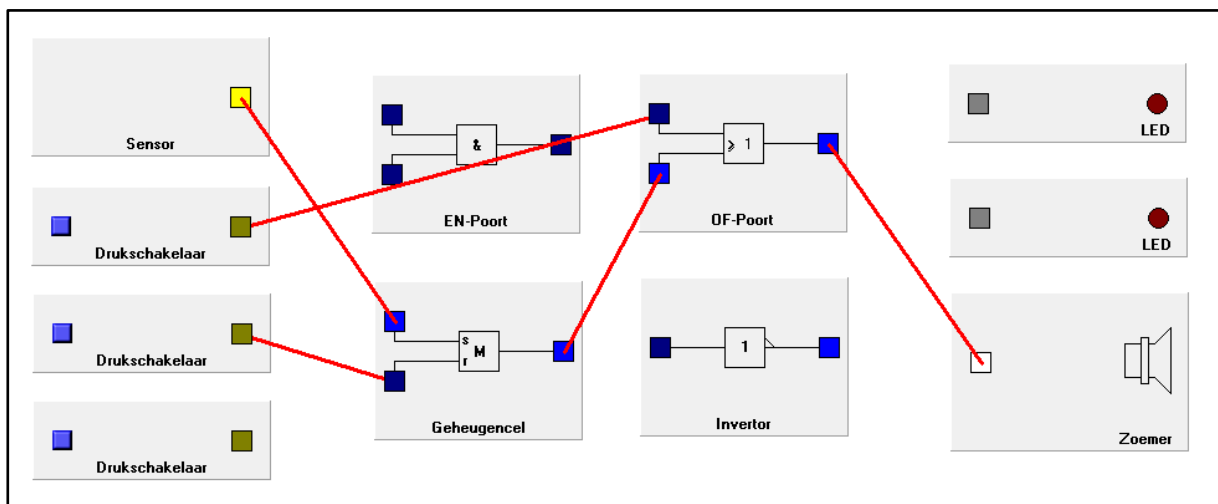 Sensor
Drukschakelaar
Drukschakelaar
Drukschakelaar
&
EN-Poort
s
r
M
Geheugencel
≥ 1
OF-Poort
1
Invertor
LED
LED
Zoemer